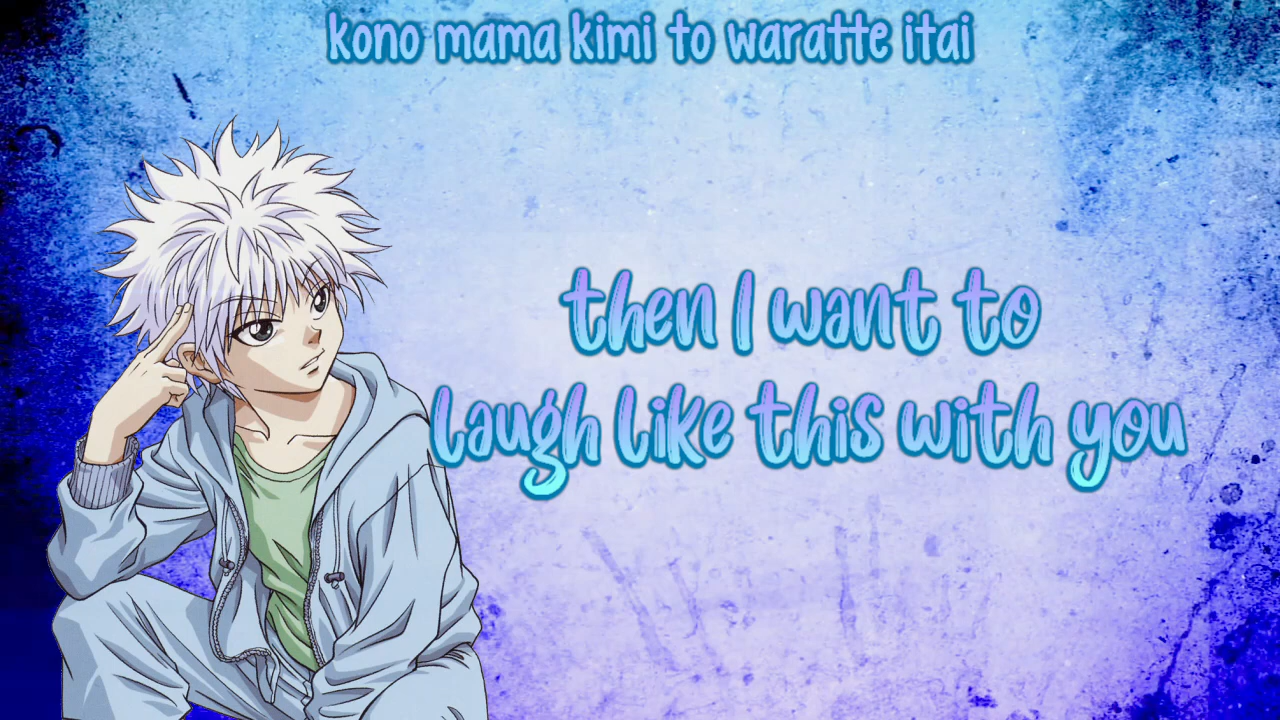 kono mama kimi to waratte itai
then I want to
laugh like this with you